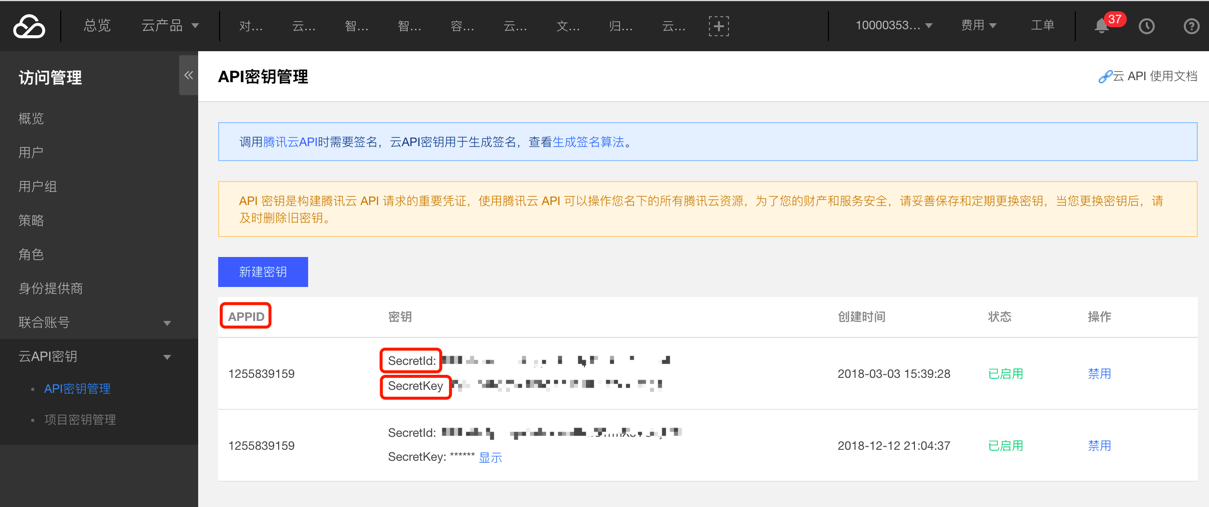 总览 云产品 对... 云... 智... 智... 容... 云... 文... 归... 云... 10000353... 费用 工单 37
访问管理
概览
用户
用户组
策略
角色
身份提供商
联合账号
云API密钥
API密钥管理
项目密钥管理
API密钥管理
云 API 使用文档
调用腾讯云API时需要签名，云API密钥用于生成签名，查看生成签名算法。
API 密钥是构建腾讯云 API 请求的重要凭证，使用腾讯云 API 可以操作您名下的所有腾讯云资源，为了您的财产和服务安全，请妥善保存和定期更换密钥，当您更换密钥后，请
及时删除旧密钥。
新建密钥
APPID 密钥 创建时间 状态 操作
SecretId:
1255839159 2018-03-03 15:39:28 已启用 禁用
SecretKey
SecretId:
1255839159 2018-12-12 21:04:37 已启用 禁用
SecretKey: ****** 显示